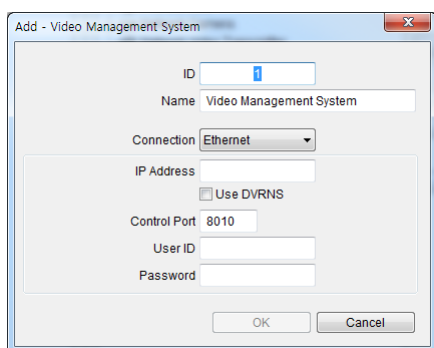 Add - Video Management System
ID 1
Name Video Management System
Connection Ethernet
IP Address
Use DVRNS
Control Port 8010
User ID
Password
OK Cancel